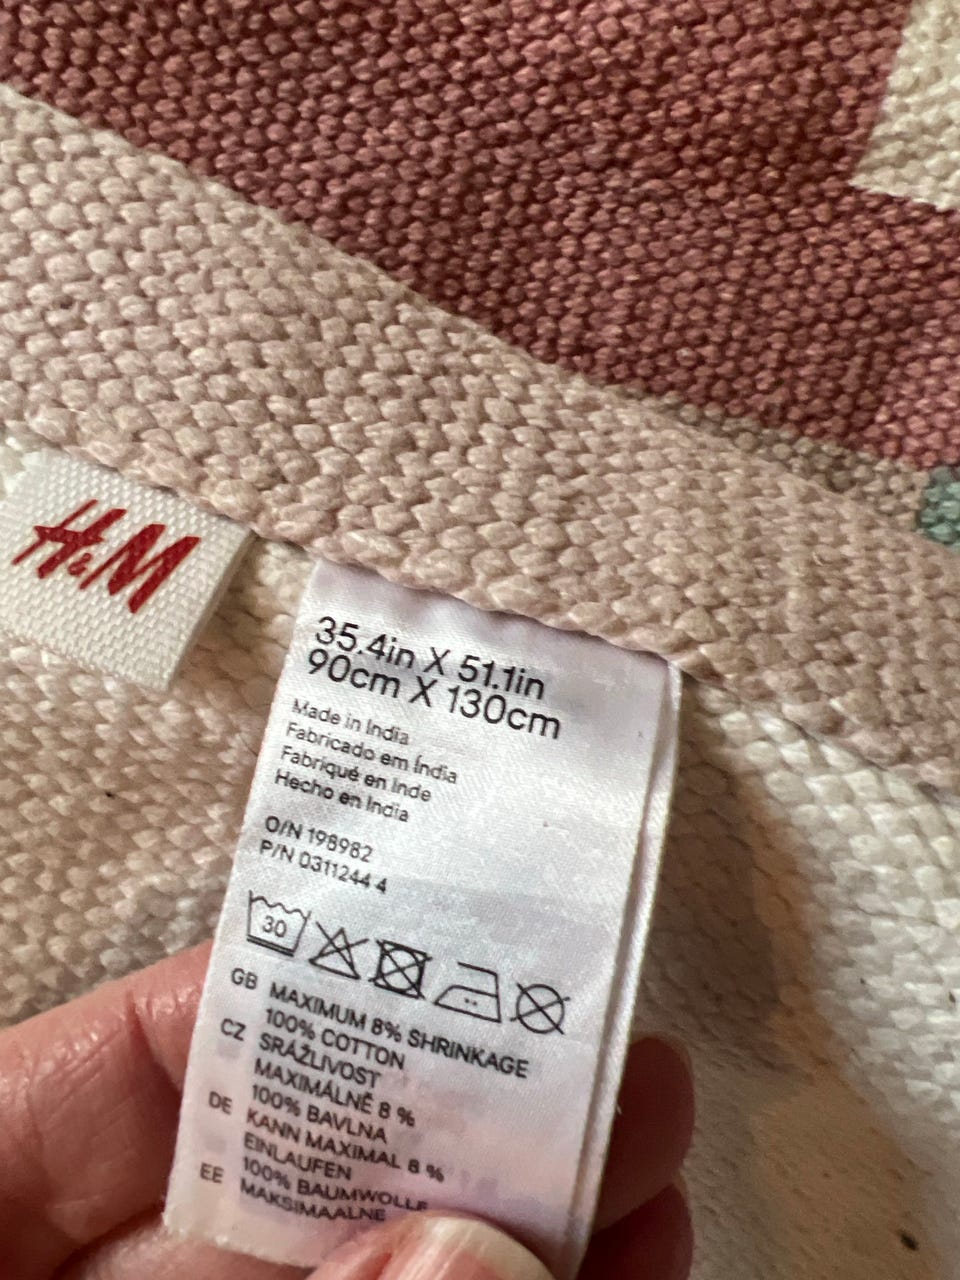 H&M
35.4in X 51.1in
90cm X 130cm
Made in India
Fabricado em Índia
Fabriqué en Inde
Hecho en India
O/N 198982
P/N 0311244 4
30
GB MAXIMUM 8% SHRINKAGE
100% COTTON
CZ SRÁŽLIVOST
MAXIMÁLNĚ 8 %
100% BAVLNA
DE KANN MAXIMAL 8 %
EINLAUFEN
100% BAUMWOLLE
EE MAKSIMAALNE